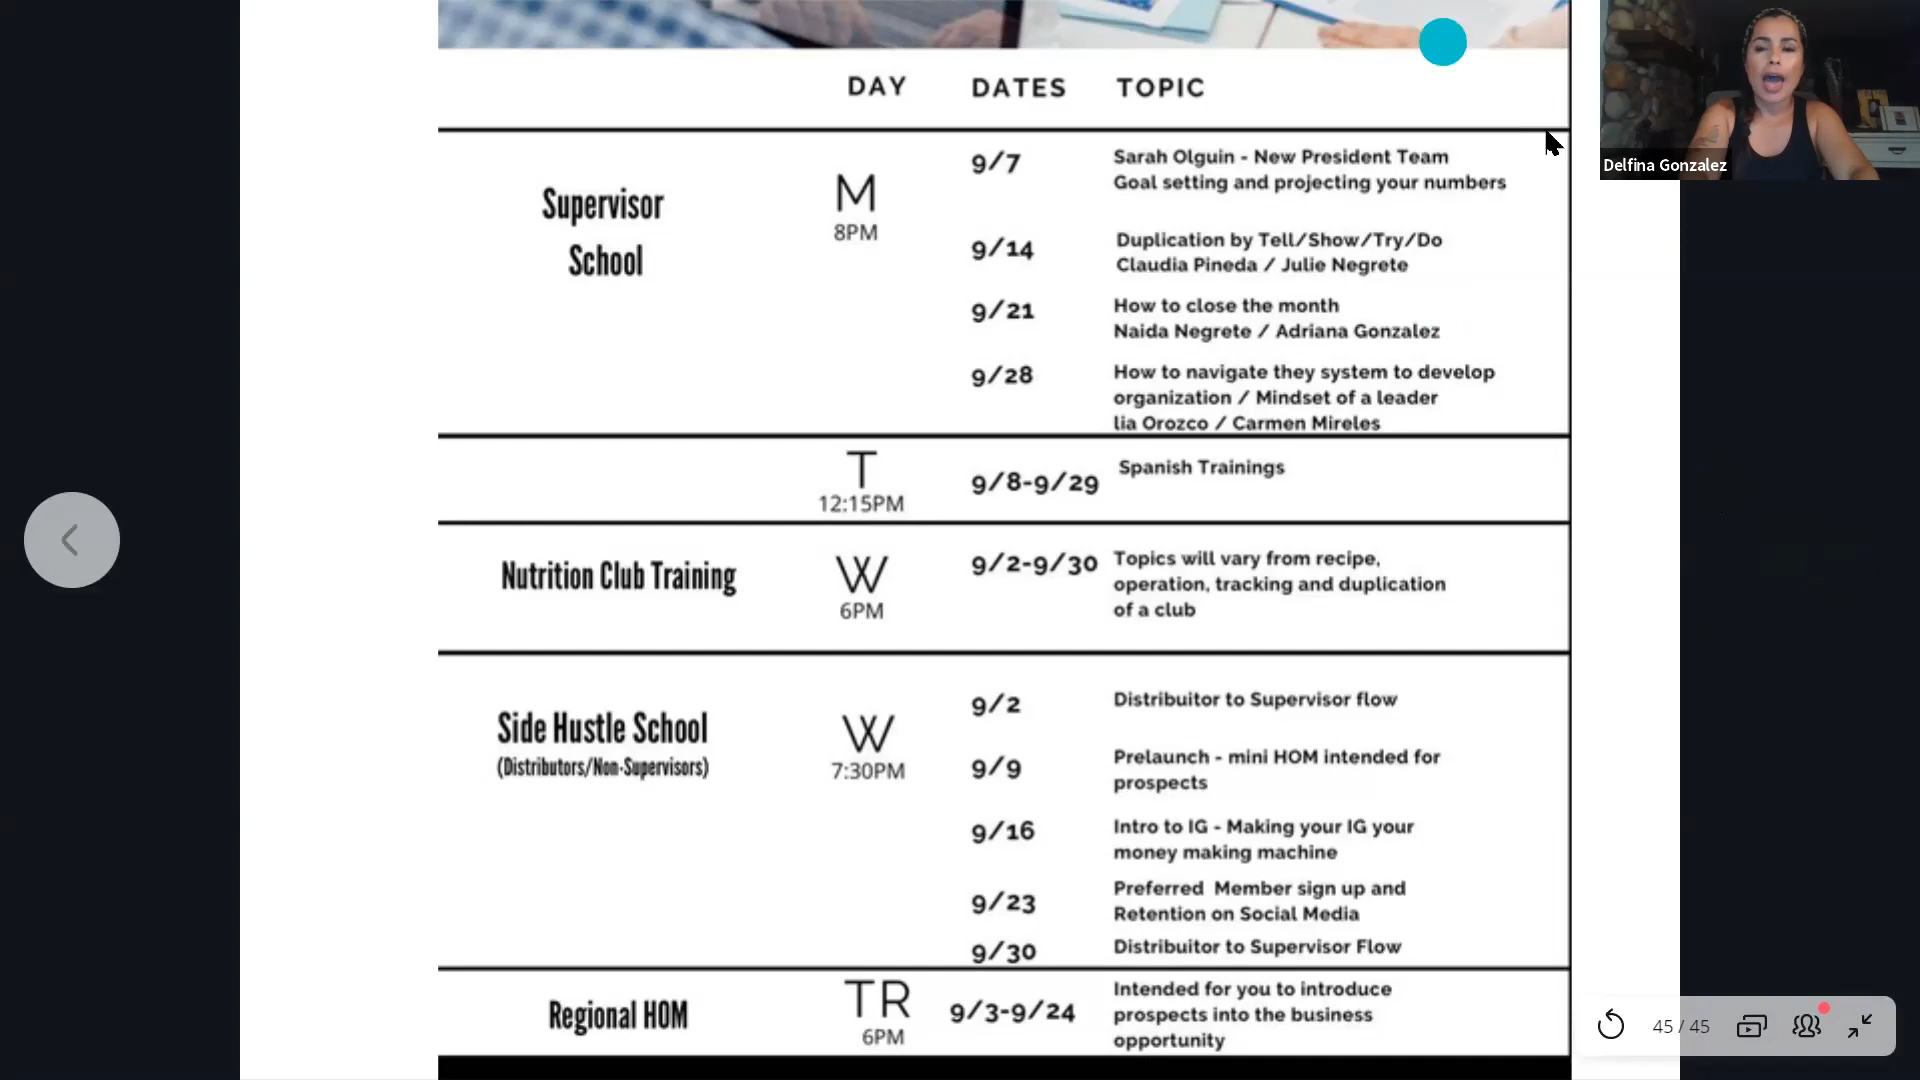 DAY DATES TOPIC
Supervisor
School
M
8PM
9/7
Sarah Olguin - New President Team
Goal setting and projecting your numbers
9/14
Duplication by Tell/Show/Try/Do
Claudia Pineda / Julie Negrete
9/21
How to close the month
Naida Negrete / Adriana Gonzalez
9/28
How to navigate they system to develop
organization / Mindset of a leader
lia Orozco / Carmen Mireles
T
12:15PM
9/8-9/29
Spanish Trainings
Nutrition Club Training
W
6PM
9/2-9/30
Topics will vary from recipe,
operation, tracking and duplication
of a club
Side Hustle School
(Distributors/Non-Supervisors)
W
7:30PM
9/2
Distribuitor to Supervisor flow
9/9
Prelaunch - mini HOM intended for
prospects
9/16
Intro to IG - Making your IG your
money making machine
9/23
Preferred Member sign up and
Retention on Social Media
9/30
Distribuitor to Supervisor Flow
Regional HOM
TR
6PM
9/3-9/24
Intended for you to introduce
prospects into the business
opportunity
Delfina Gonzalez
45 / 45